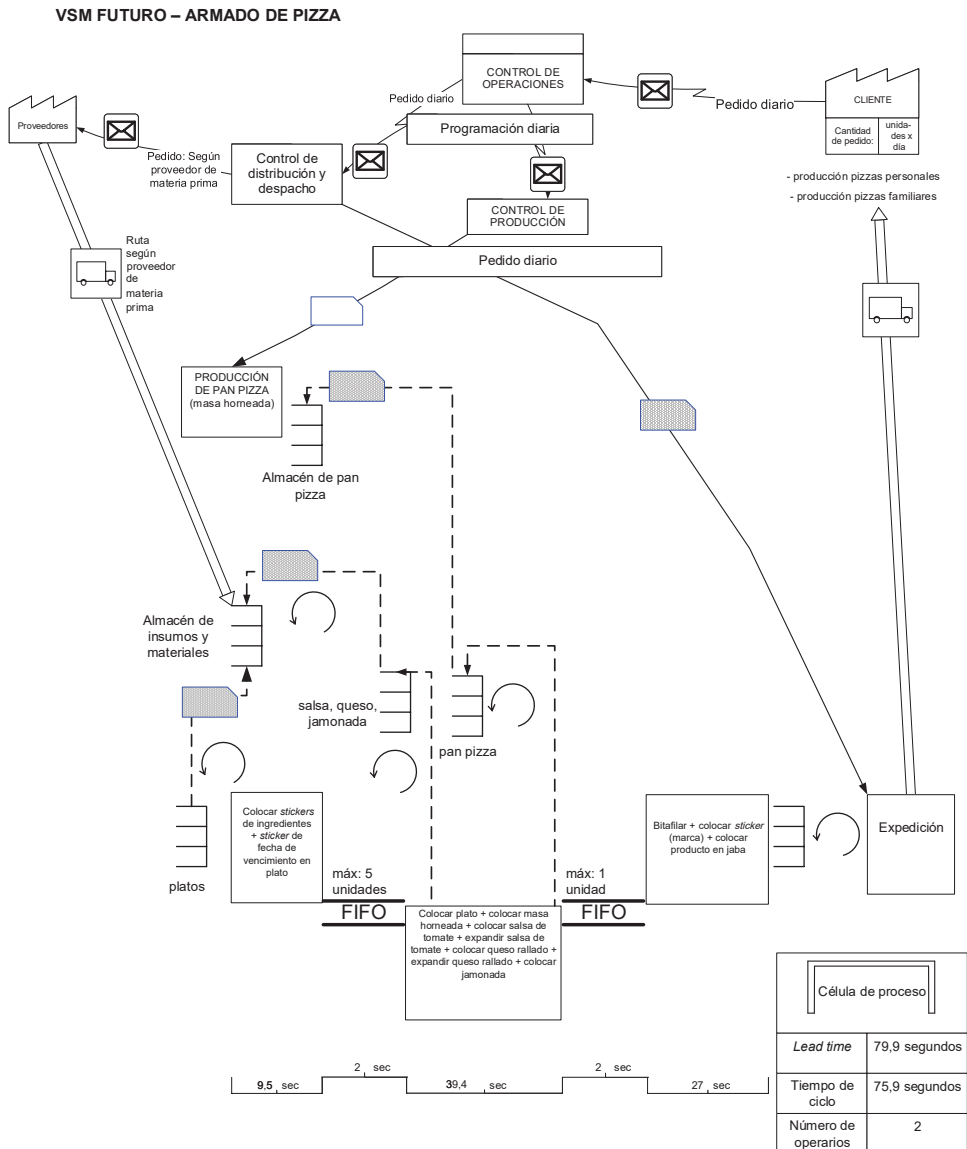 VSM FUTURO – ARMADO DE PIZZA
CONTROL DE
OPERACIONES
Pedido diario
Pedido diario
CLIENTE
Proveedores
Cantidad
de pedido:
unida-
des x
día
Programación diaria
Pedido: Según
proveedor de
materia prima
Control de
distribución y
despacho
- producción pizzas personales
- producción pizzas familiares
CONTROL DE
PRODUCCIÓN
Ruta
según
proveedor
de
materia
prima
Pedido diario
PRODUCCIÓN
DE PAN PIZZA
(masa horneada)
Almacén de pan
pizza
Almacén de
insumos y
materiales
salsa, queso,
jamonada
pan pizza
Colocar stickers
de ingredientes
+ sticker de
fecha de
vencimiento en
plato
Bitafilar + colocar sticker
(marca) + colocar
producto en jaba
Expedición
platos
máx: 5
unidades
FIFO
máx: 1
unidad
FIFO
Colocar plato + colocar masa
horneada + colocar salsa de
tomate + expandir salsa de
tomate + colocar queso rallado +
expandir queso rallado + colocar
jamonada
Célula de proceso
Lead time
79,9 segundos
Tiempo de
ciclo
75,9 segundos
Número de
operarios
2
9,5 sec
2 sec
39,4 sec
2 sec
27 sec